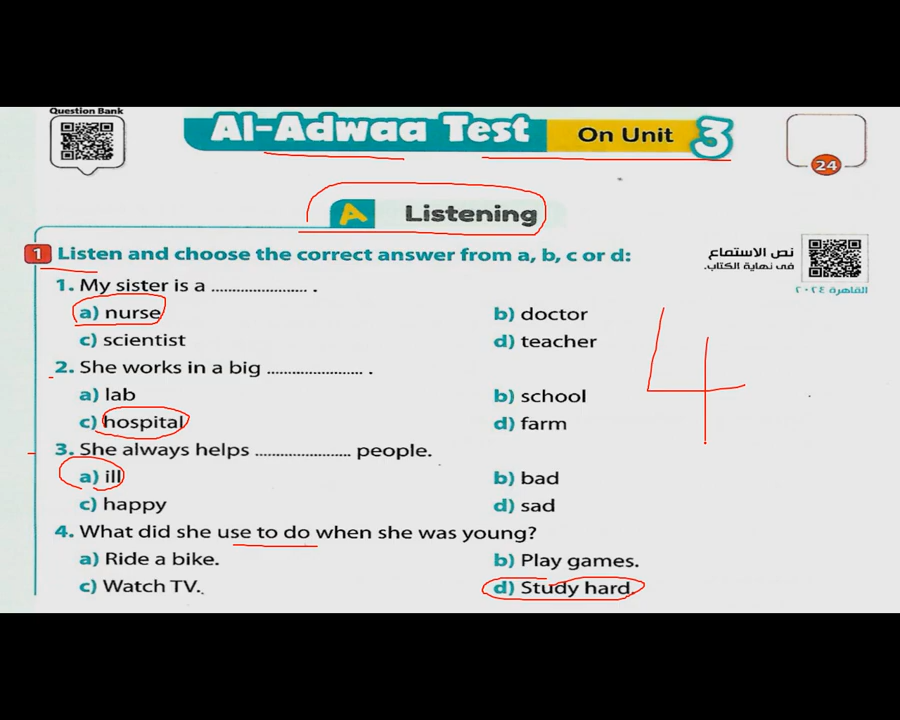 Question Bank
Al-Adwaa Test On Unit 3
24
A Listening
1 Listen and choose the correct answer from a, b, c or d:
نص الاستماع
فى نهاية الكتاب.
القاهرة ٢٠٢٤
1. My sister is a ...................... .
a) nurse b) doctor
c) scientist d) teacher
2. She works in a big ...................... .
a) lab b) school
c) hospital d) farm
3. She always helps ...................... people.
a) ill b) bad
c) happy d) sad
4. What did she use to do when she was young?
a) Ride a bike. b) Play games.
c) Watch TV. d) Study hard.
4